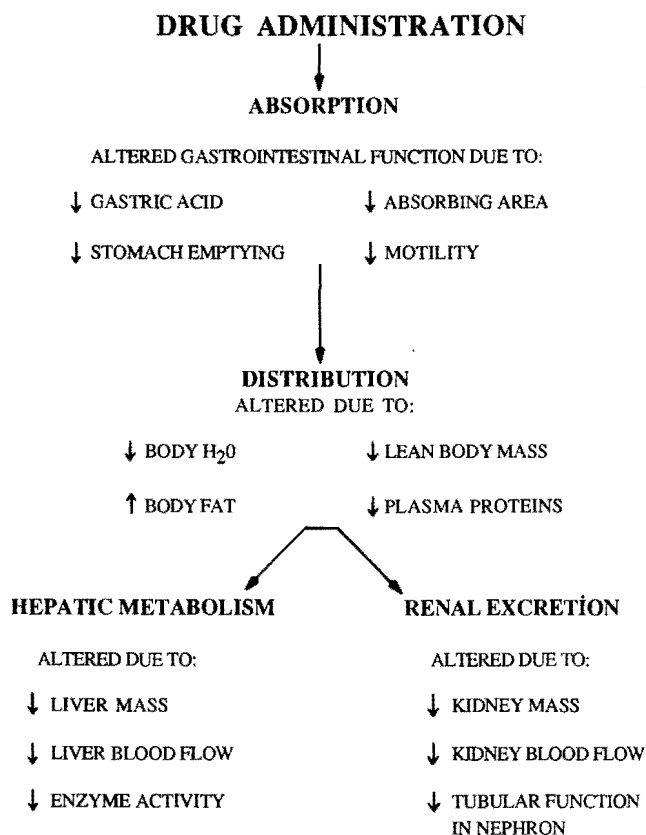 DRUG ADMINISTRATION
ABSORPTION
ALTERED GASTROINTESTINAL FUNCTION DUE TO:
↓ GASTRIC ACID ↓ ABSORBING AREA
↓ STOMACH EMPTYING ↓ MOTILITY
DISTRIBUTION
ALTERED DUE TO:
↓ BODY H₂0 ↓ LEAN BODY MASS
↑ BODY FAT ↓ PLASMA PROTEINS
HEPATIC METABOLISM RENAL EXCRETİON
ALTERED DUE TO: ALTERED DUE TO:
↓ LIVER MASS ↓ KIDNEY MASS
↓ LIVER BLOOD FLOW ↓ KIDNEY BLOOD FLOW
↓ ENZYME ACTIVITY ↓ TUBULAR FUNCTION
IN NEPHRON